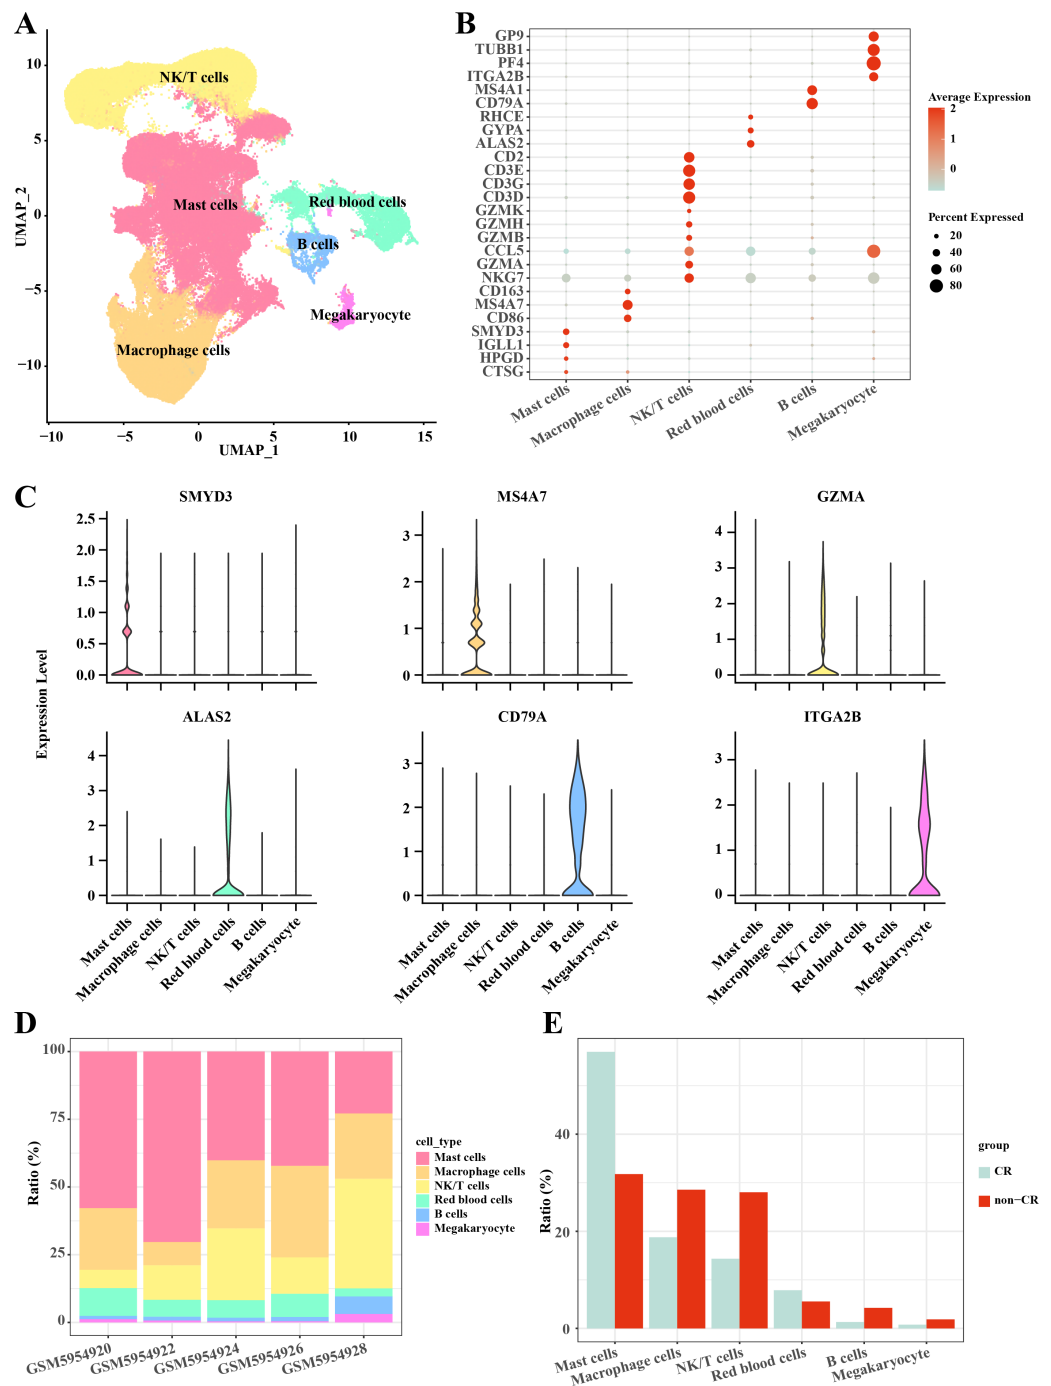 A
10
5
0
−5
−10
−10
−5
0
5
10
15
UMAP_1
UMAP_2
NK/T cells
Mast cells
Red blood cells
B cells
Megakaryocyte
Macrophage cells
B
GP9
TUBB1
PF4
ITGA2B
MS4A1
CD79A
RHCE
GYPA
ALAS2
CD2
CD3E
CD3G
CD3D
GZMK
GZMH
GZMB
CCL5
GZMA
NKG7
CD163
MS4A7
CD86
SMYD3
IGLL1
HPGD
CTSG
Mast cells
Macrophage cells
NK/T cells
Red blood cells
B cells
Megakaryocyte
Average Expression
2
1
0
Percent Expressed
20
40
60
80
C
Expression Level
SMYD3
2.5
2.0
1.5
1.0
0.5
0.0
MS4A7
3
2
1
0
GZMA
4
3
2
1
0
ALAS2
4
3
2
1
0
Mast cells
Macrophage cells
NK/T cells
Red blood cells
B cells
Megakaryocyte
CD79A
3
2
1
0
Mast cells
Macrophage cells
NK/T cells
Red blood cells
B cells
Megakaryocyte
ITGA2B
3
2
1
0
Mast cells
Macrophage cells
NK/T cells
Red blood cells
B cells
Megakaryocyte
D
Ratio (%)
100
75
50
25
0
GSM5954920
GSM5954922
GSM5954924
GSM5954926
GSM5954928
cell_type
Mast cells
Macrophage cells
NK/T cells
Red blood cells
B cells
Megakaryocyte
E
Ratio (%)
40
20
0
Mast cells
Macrophage cells
NK/T cells
Red blood cells
B cells
Megakaryocyte
group
CR
non−CR